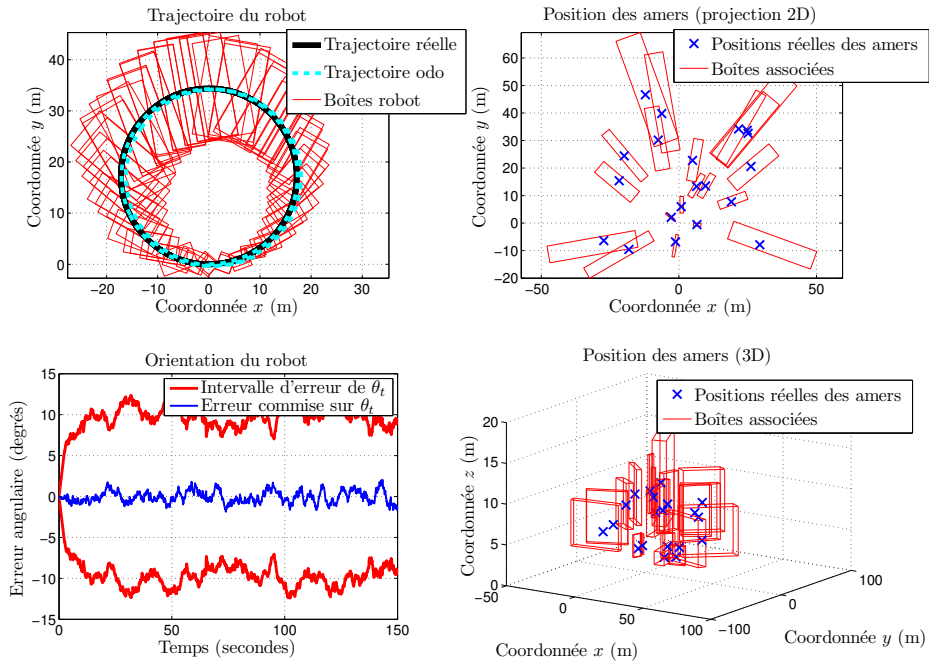 Trajectoire du robot
Trajectoire réelle
Trajectoire odo
Boîtes robot
Coordonnée y (m)
40
30
20
10
0
−20
−10
0
10
20
30
Coordonnée x (m)
Position des amers (projection 2D)
Positions réelles des amers
Boîtes associées
Coordonnée y (m)
60
50
40
30
20
10
0
−10
−20
−50
0
50
Coordonnée x (m)
Orientation du robot
Intervalle d'erreur de θt
Erreur commise sur θt
Erreur angulaire (degrés)
15
10
5
0
−5
−10
−15
0
50
100
150
Temps (secondes)
Position des amers (3D)
Positions réelles des amers
Boîtes associées
Coordonnée z (m)
20
15
10
5
0
−50
0
50
100
Coordonnée x (m)
−100
0
100
Coordonnée y (m)